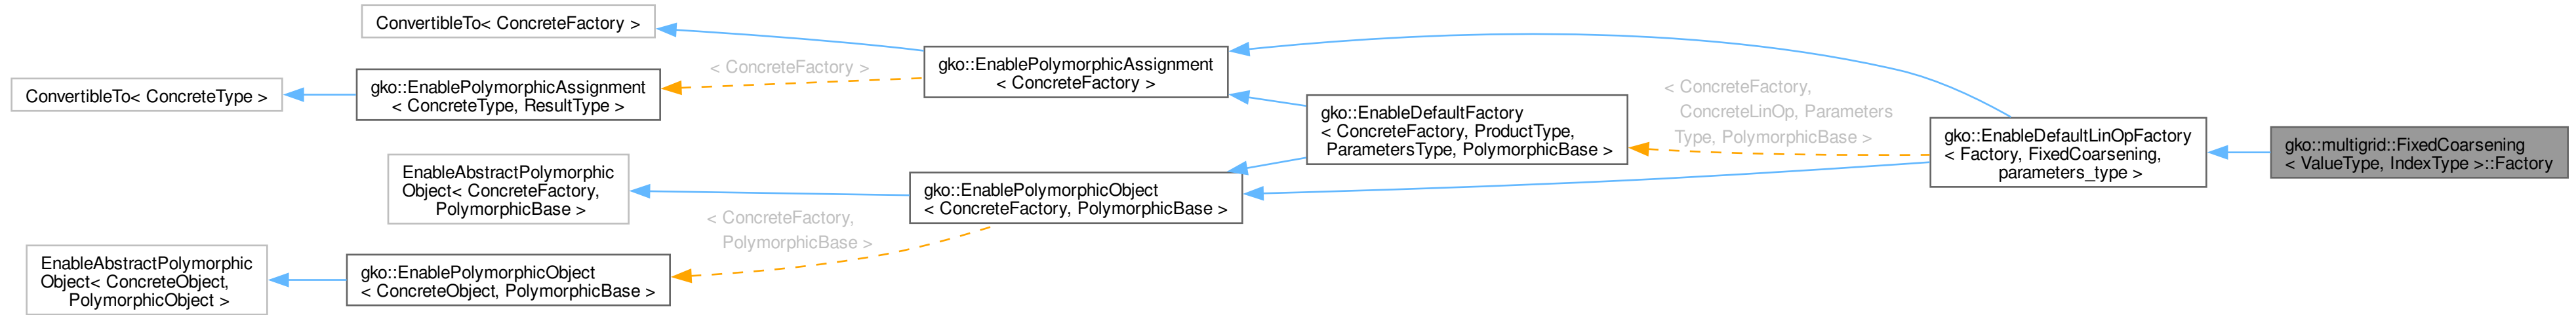 ConvertibleTo< ConcreteFactory >
ConvertibleTo< ConcreteType >
gko::EnablePolymorphicAssignment
< ConcreteType, ResultType >
< ConcreteFactory >
gko::EnablePolymorphicAssignment
< ConcreteFactory >
EnableAbstractPolymorphic
Object< ConcreteFactory,
PolymorphicBase >
EnableAbstractPolymorphic
Object< ConcreteObject,
PolymorphicObject >
gko::EnablePolymorphicObject
< ConcreteObject, PolymorphicBase >
< ConcreteFactory,
PolymorphicBase >
gko::EnablePolymorphicObject
< ConcreteFactory, PolymorphicBase >
gko::EnableDefaultFactory
< ConcreteFactory, ProductType,
ParametersType, PolymorphicBase >
< ConcreteFactory,
ConcreteLinOp, Parameters
Type, PolymorphicBase >
gko::EnableDefaultLinOpFactory
< Factory, FixedCoarsening,
parameters_type >
gko::multigrid::FixedCoarsening
< ValueType, IndexType >::Factory